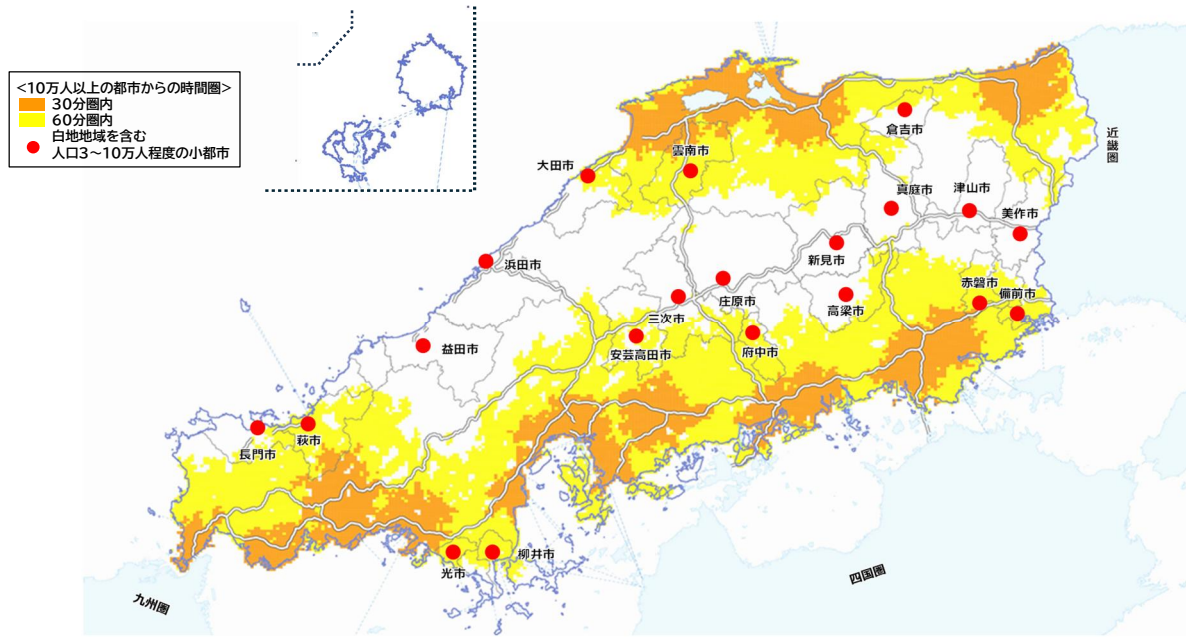 <10万人以上の都市からの時間圏>
30分圏内
60分圏内
白地地域を含む
人口3～10万人程度の小都市
近畿圏
倉吉市
雲南市
大田市
真庭市
津山市
美作市
浜田市
新見市
赤磐市
備前市
庄原市
高梁市
三次市
益田市
安芸高田市
府中市
萩市
長門市
柳井市
光市
四国圏
九州圏